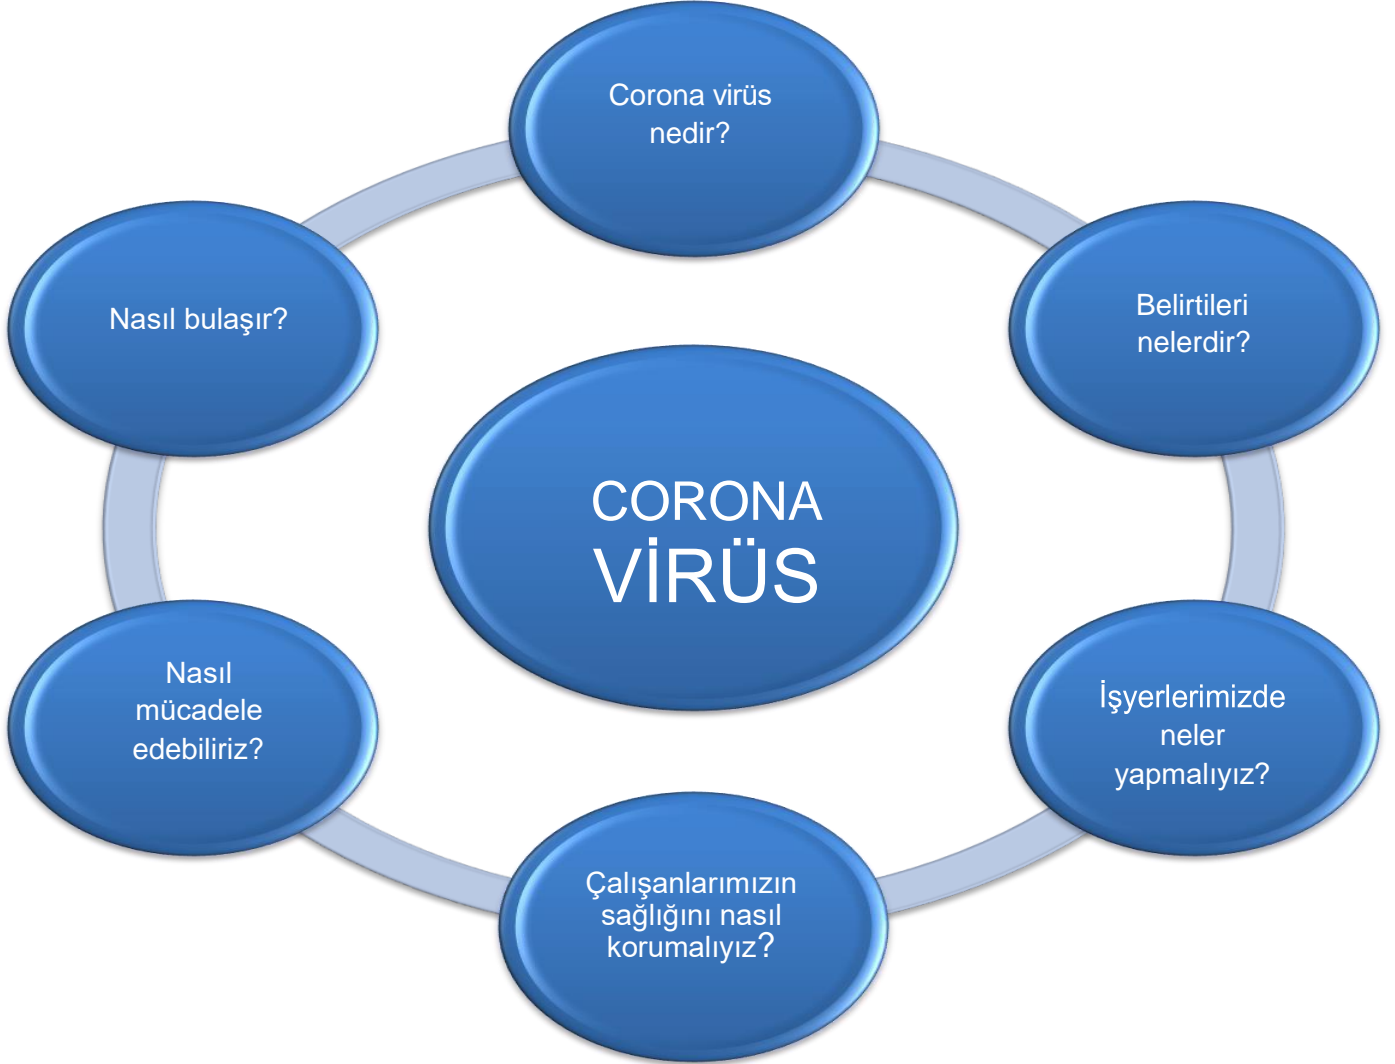 Corona virüs
nedir?
Nasıl bulaşır?
Belirtileri
nelerdir?
CORONA
VİRÜS
Nasıl
mücadele
edebiliriz?
İşyerlerimizde
neler
yapmalıyız?
Çalışanlarımızın
sağlığını nasıl
korumalıyız?